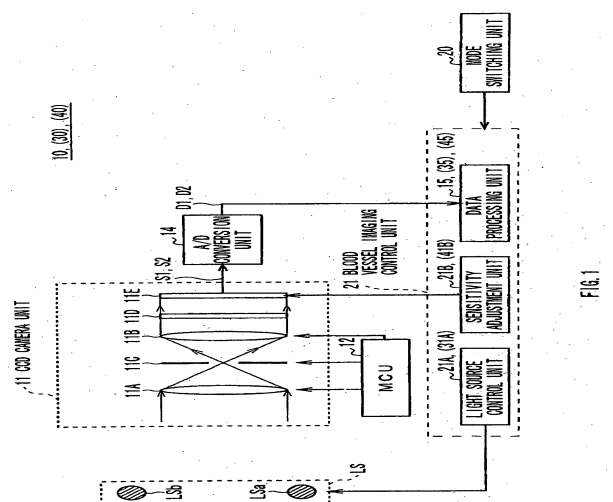 10, (30), (40)
11 CCD CAMERA UNIT
11A
11C
11B
11D
11E
S1, S2
14
A/D
CONVERSION
UNIT
D1, D2
12
MCU
21 BLOOD
VESSEL IMAGING
CONTROL UNIT
20
MODE
SWITCHING UNIT
15, (35), (45)
DATA
PROCESSING UNIT
21B, (41B)
SENSITIVITY
ADJUSTMENT UNIT
21A, (31A)
LIGHT SOURCE
CONTROL UNIT
LS
LSb
LSa
FIG. 1